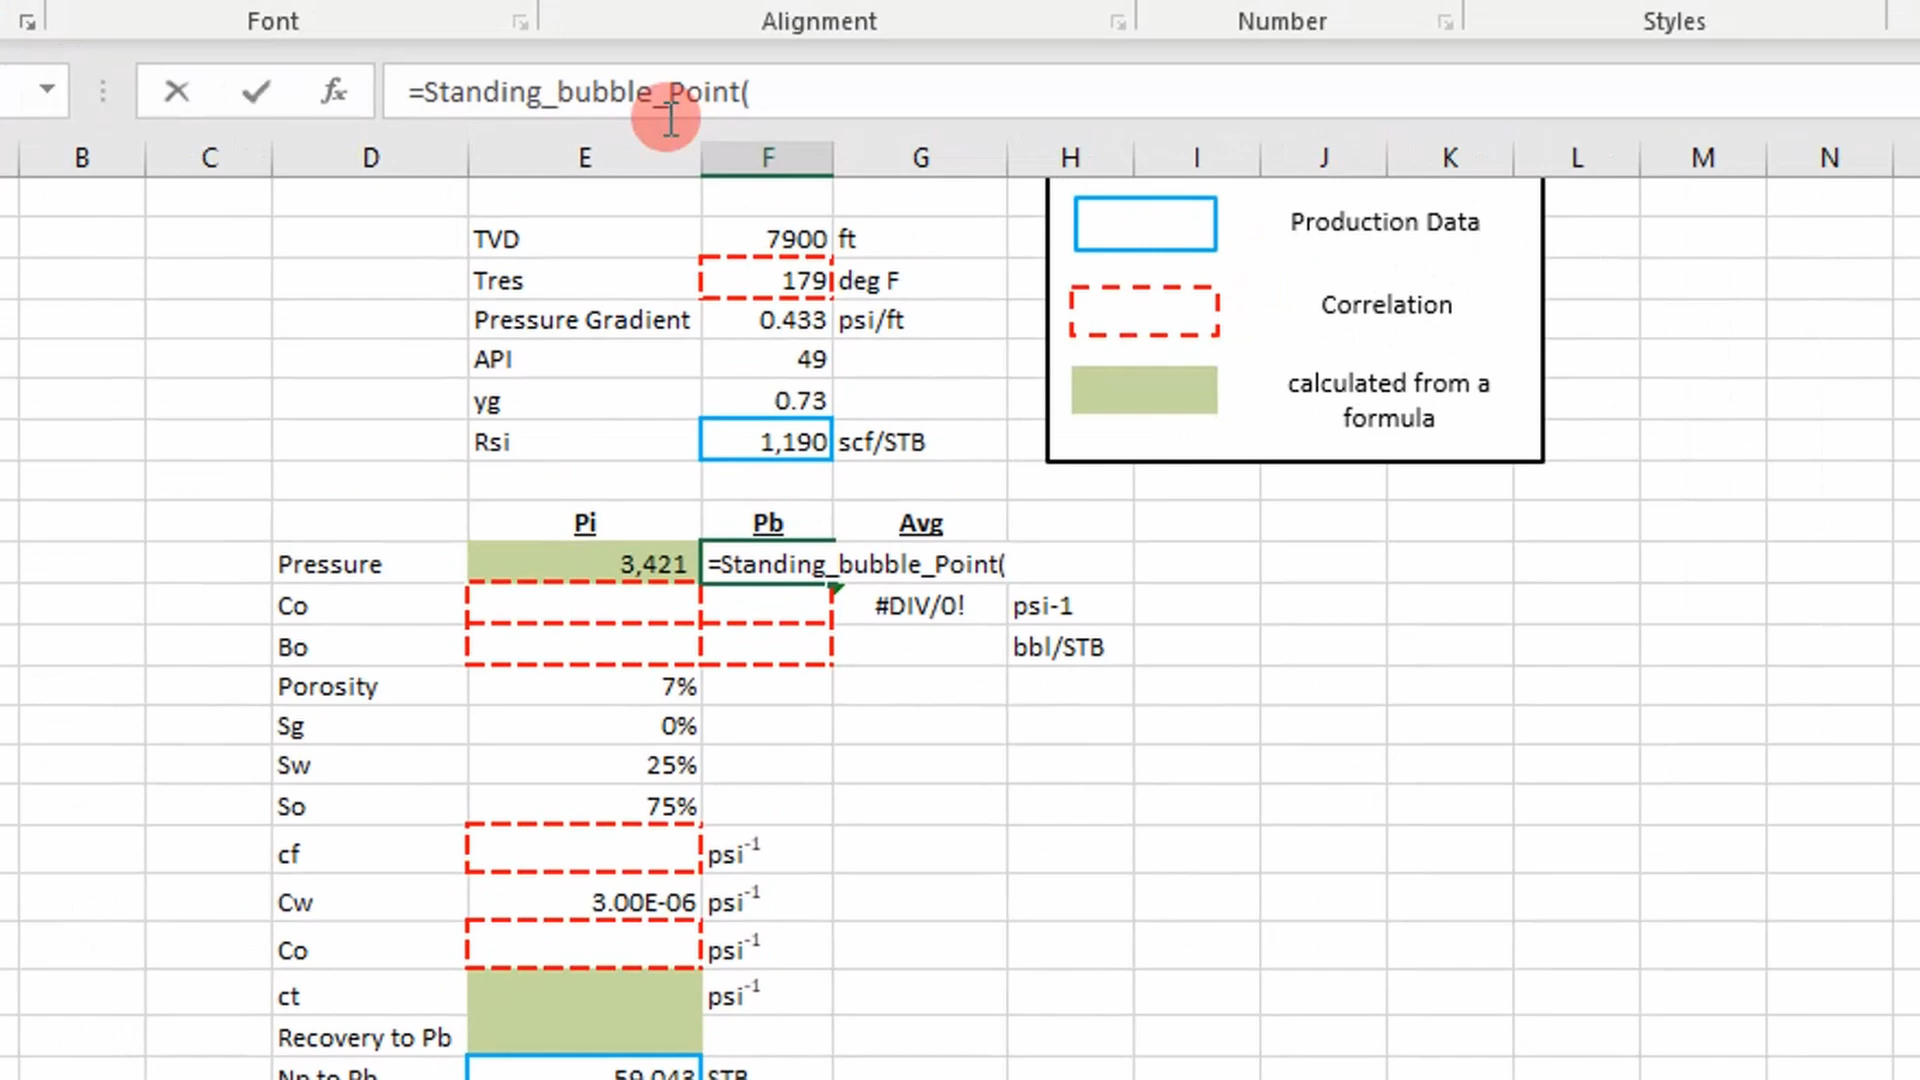 Font Alignment Number Styles
fx =Standing_bubble_Point(
B C D E F G H I J K L M N
Production Data
TVD 7900 ft
Tres 179 deg F
Correlation
Pressure Gradient 0.433 psi/ft
API 49
calculated from a
formula
yg 0.73
Rsi 1,190 scf/STB
Pi Pb Avg
Pressure 3,421 =Standing_bubble_Point(
Co #DIV/0! psi-1
Bo bbl/STB
Porosity 7%
Sg 0%
Sw 25%
So 75%
cf psi⁻¹
Cw 3.00E-06 psi⁻¹
Co psi⁻¹
ct psi⁻¹
Recovery to Pb
Np to Pb 59,043 STB